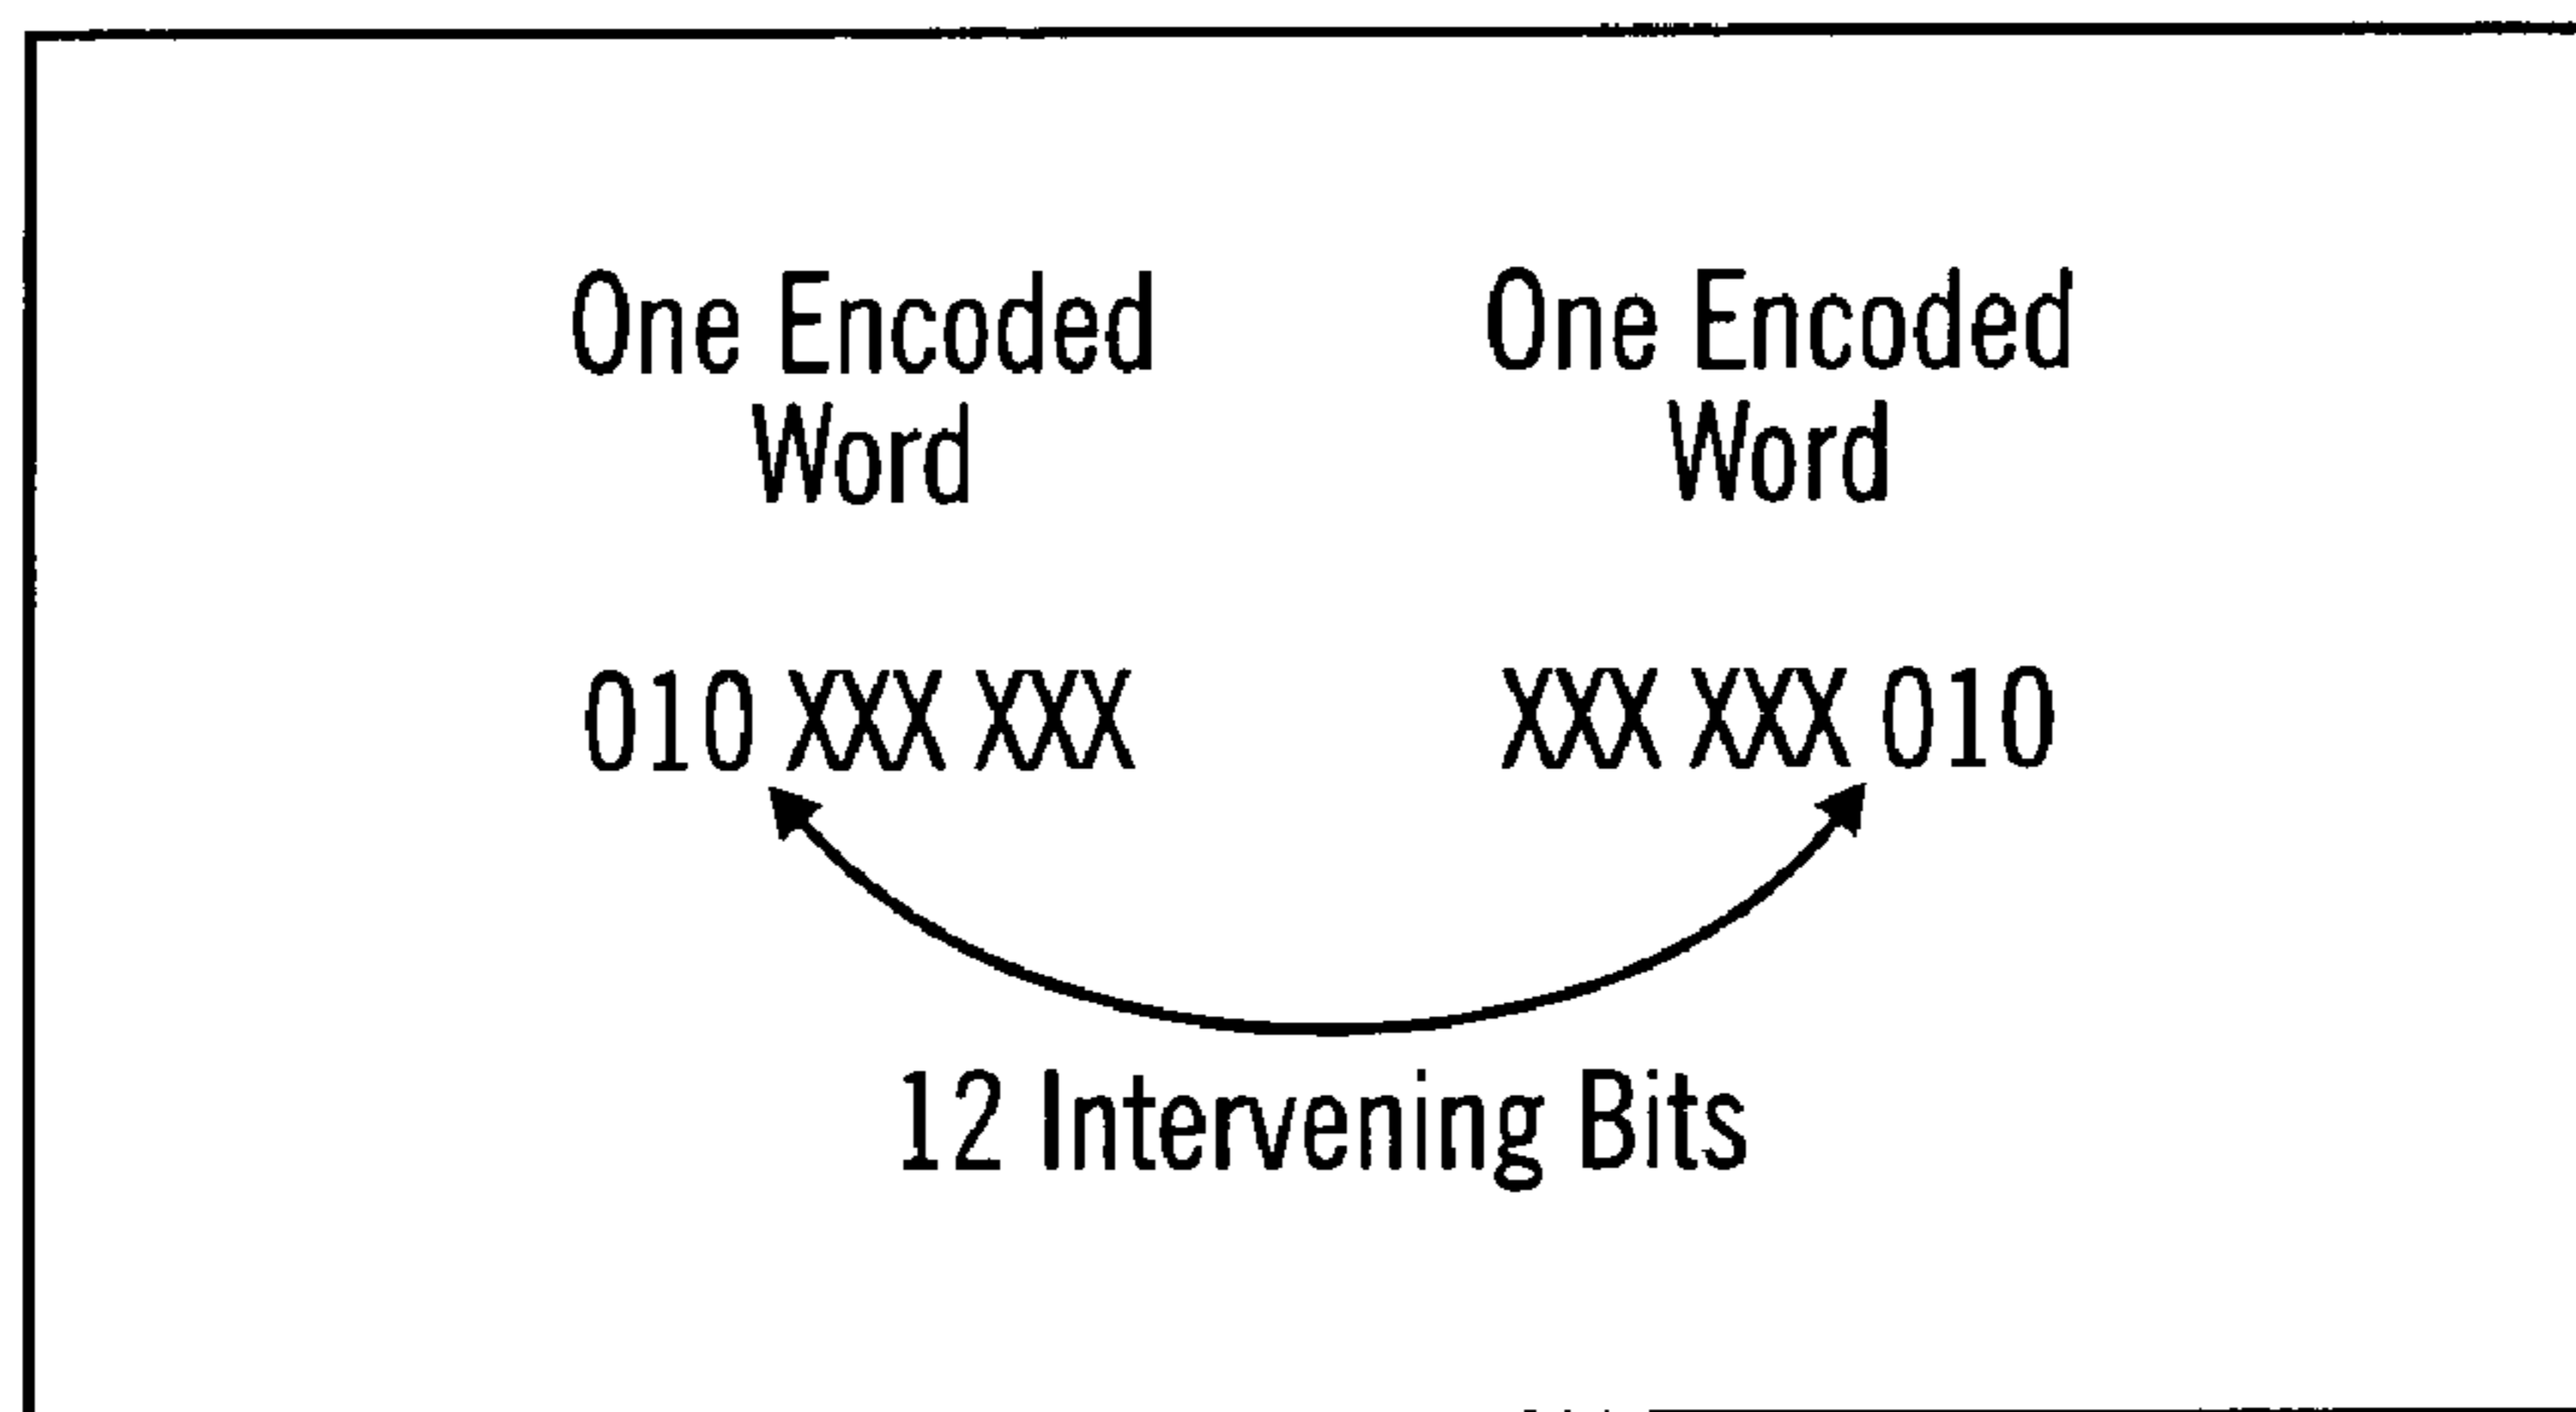 One Encoded One Encoded
Word Word
010 XXX XXX XXX XXX 010
12 Intervening Bits